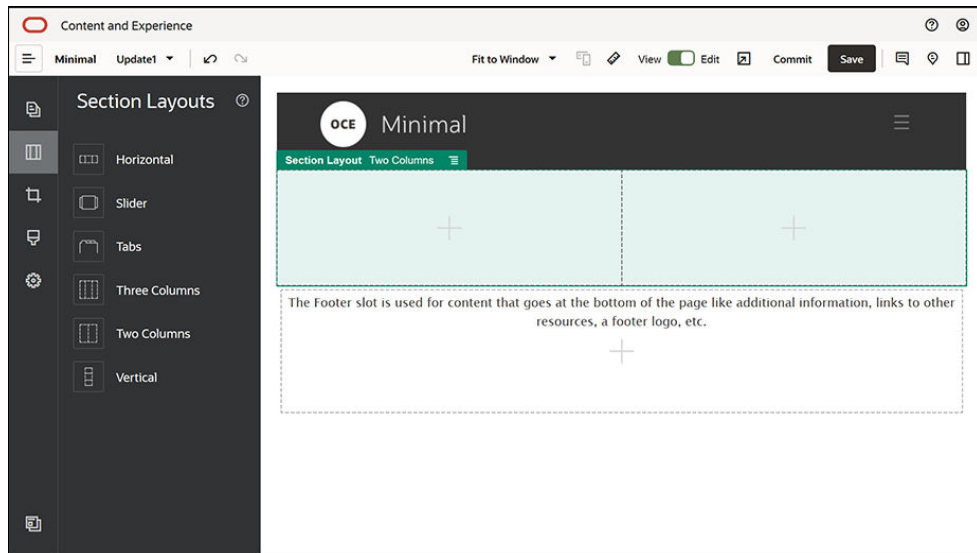 Content and Experience
Minimal Update1
Fit to Window View Edit Commit Save
Section Layouts
Horizontal
Slider
Tabs
Three Columns
Two Columns
Vertical
OCE Minimal
Section Layout Two Columns
The Footer slot is used for content that goes at the bottom of the page like additional information, links to other
resources, a footer logo, etc.